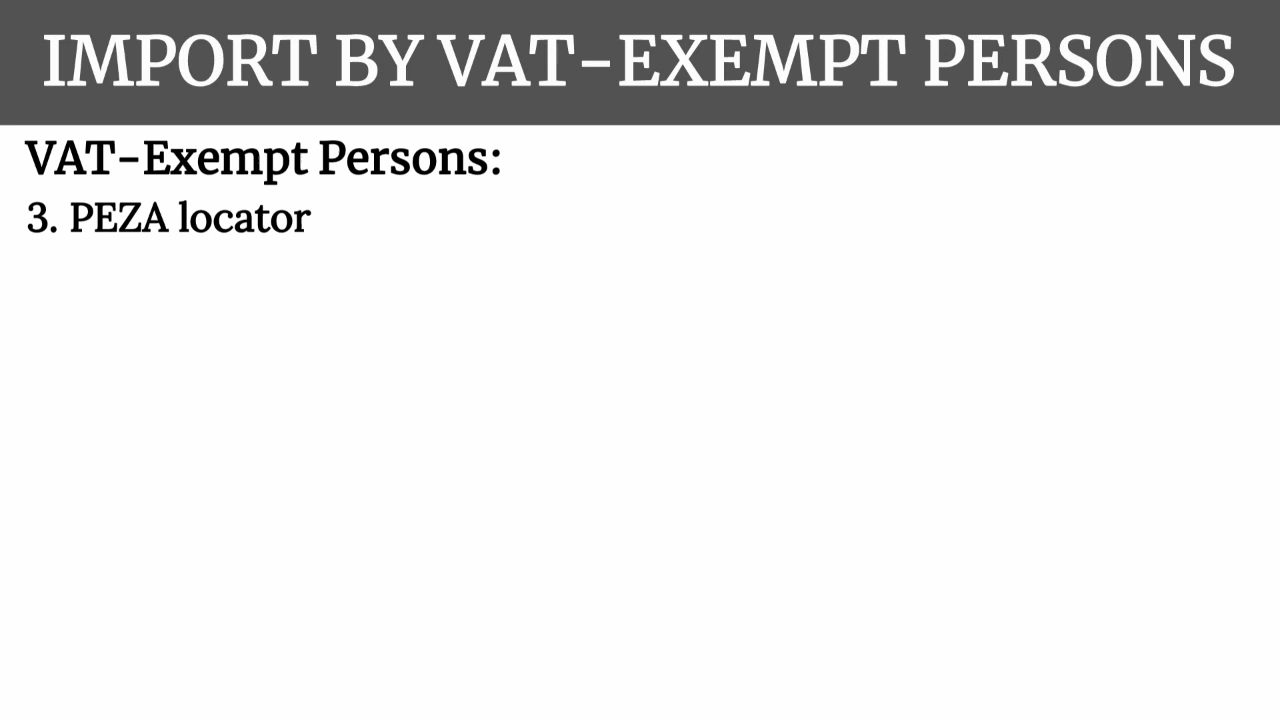 IMPORT BY VAT-EXEMPT PERSONS
VAT-Exempt Persons:
3. PEZA locator